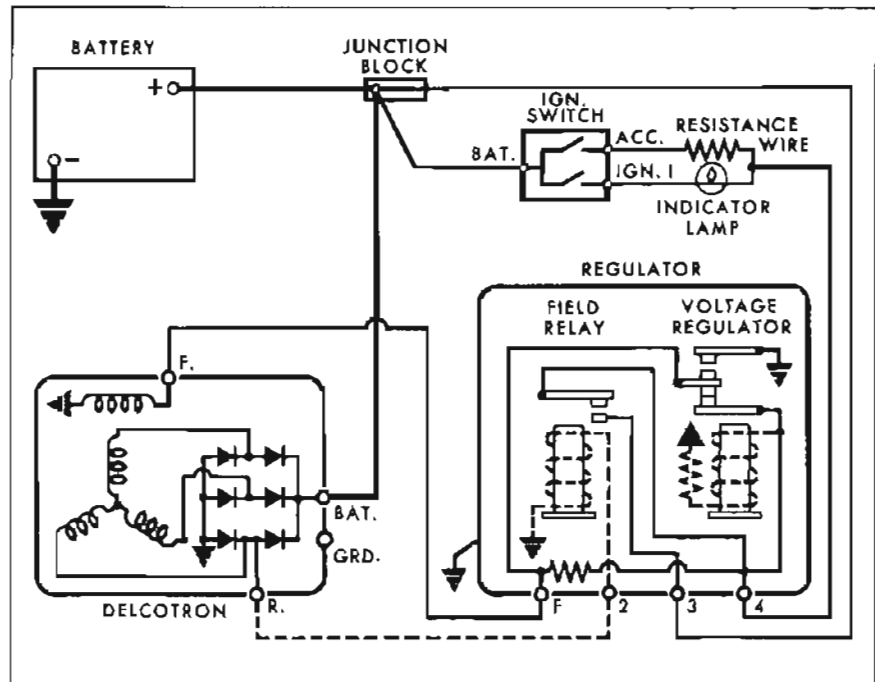 BATTERY
+
-
JUNCTION
BLOCK
IGN.
SWITCH
BAT.
ACC.
IGN. I
RESISTANCE
WIRE
INDICATOR
LAMP
REGULATOR
FIELD
RELAY
VOLTAGE
REGULATOR
F.
BAT.
GRD.
DELCOTRON
R.
F
2
3
4